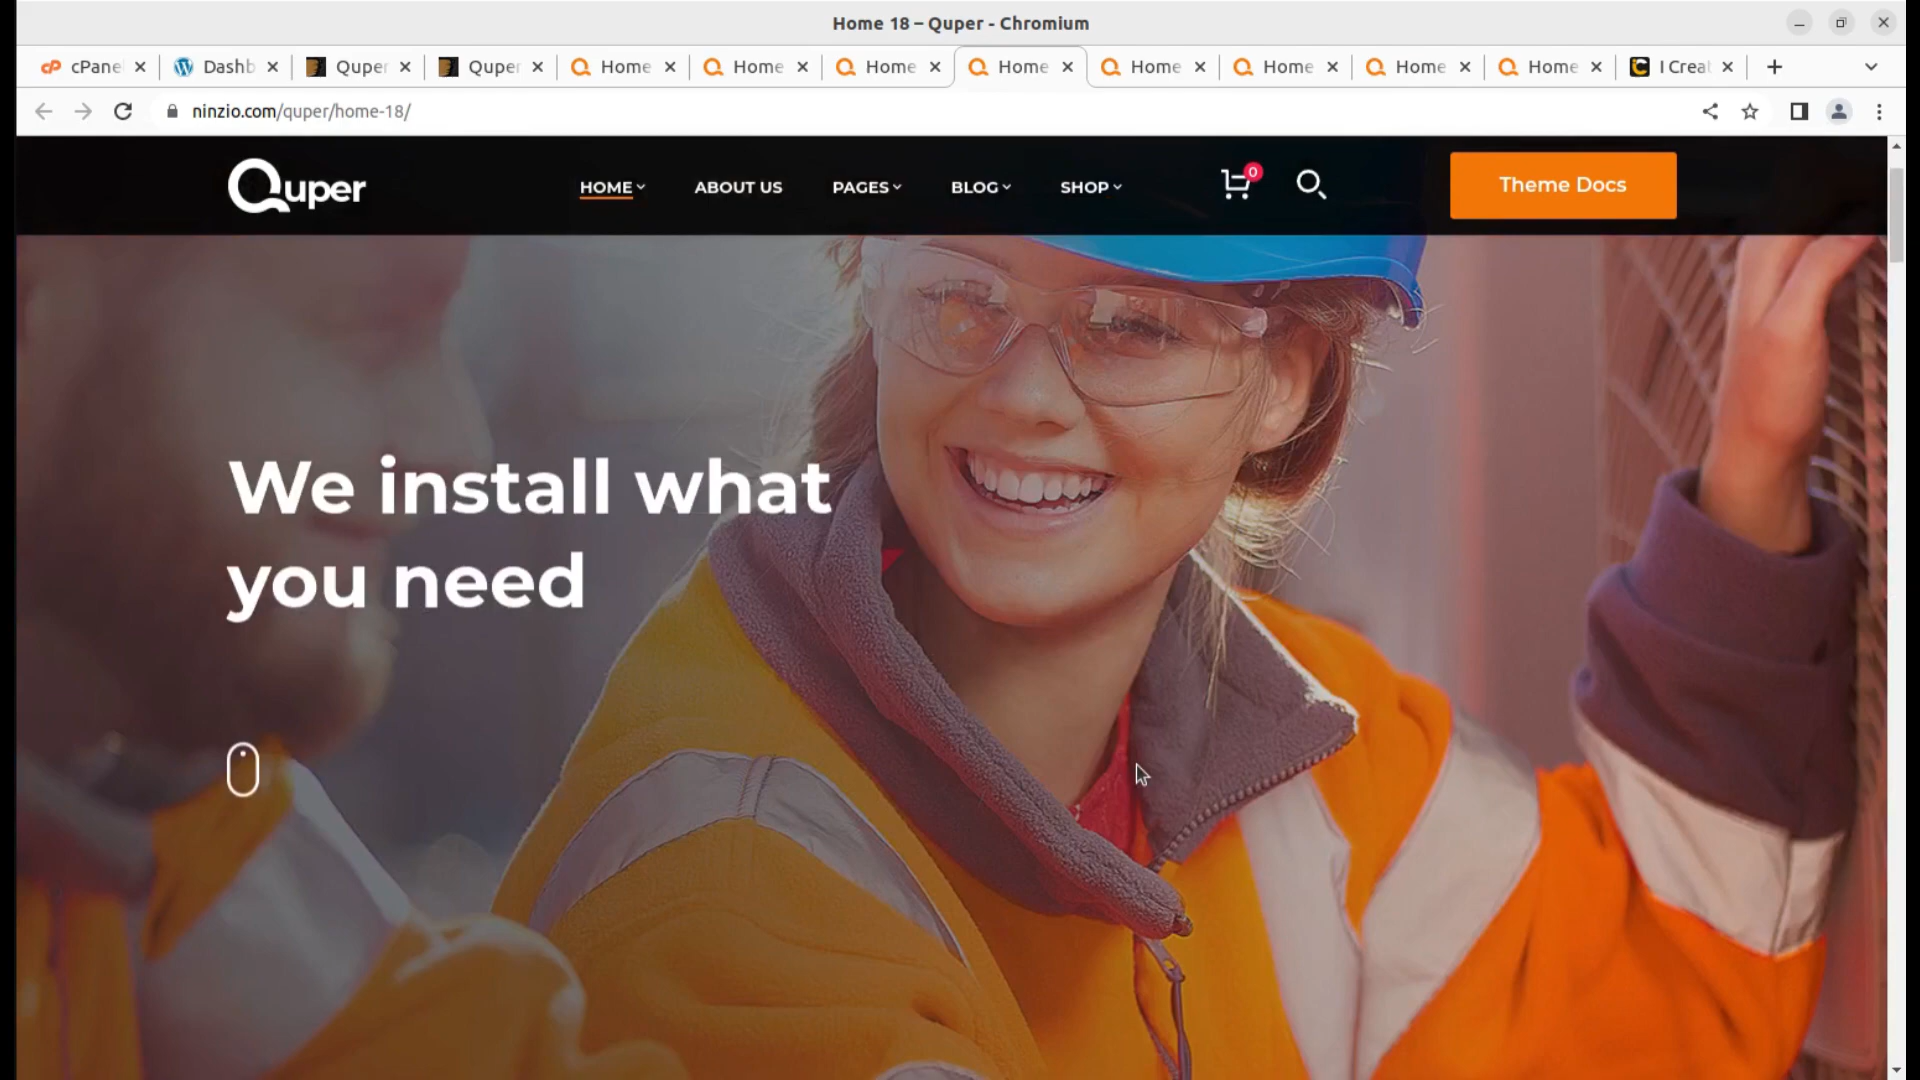 Home 18 – Quper - Chromium
cPane
Dashb
Quper
Quper
Home
Home
Home
Home
Home
Home
Home
Home
I Creat
ninzio.com/quper/home-18/
Quper
HOME
ABOUT US
PAGES
BLOG
SHOP
0
Theme Docs
We install what
you need